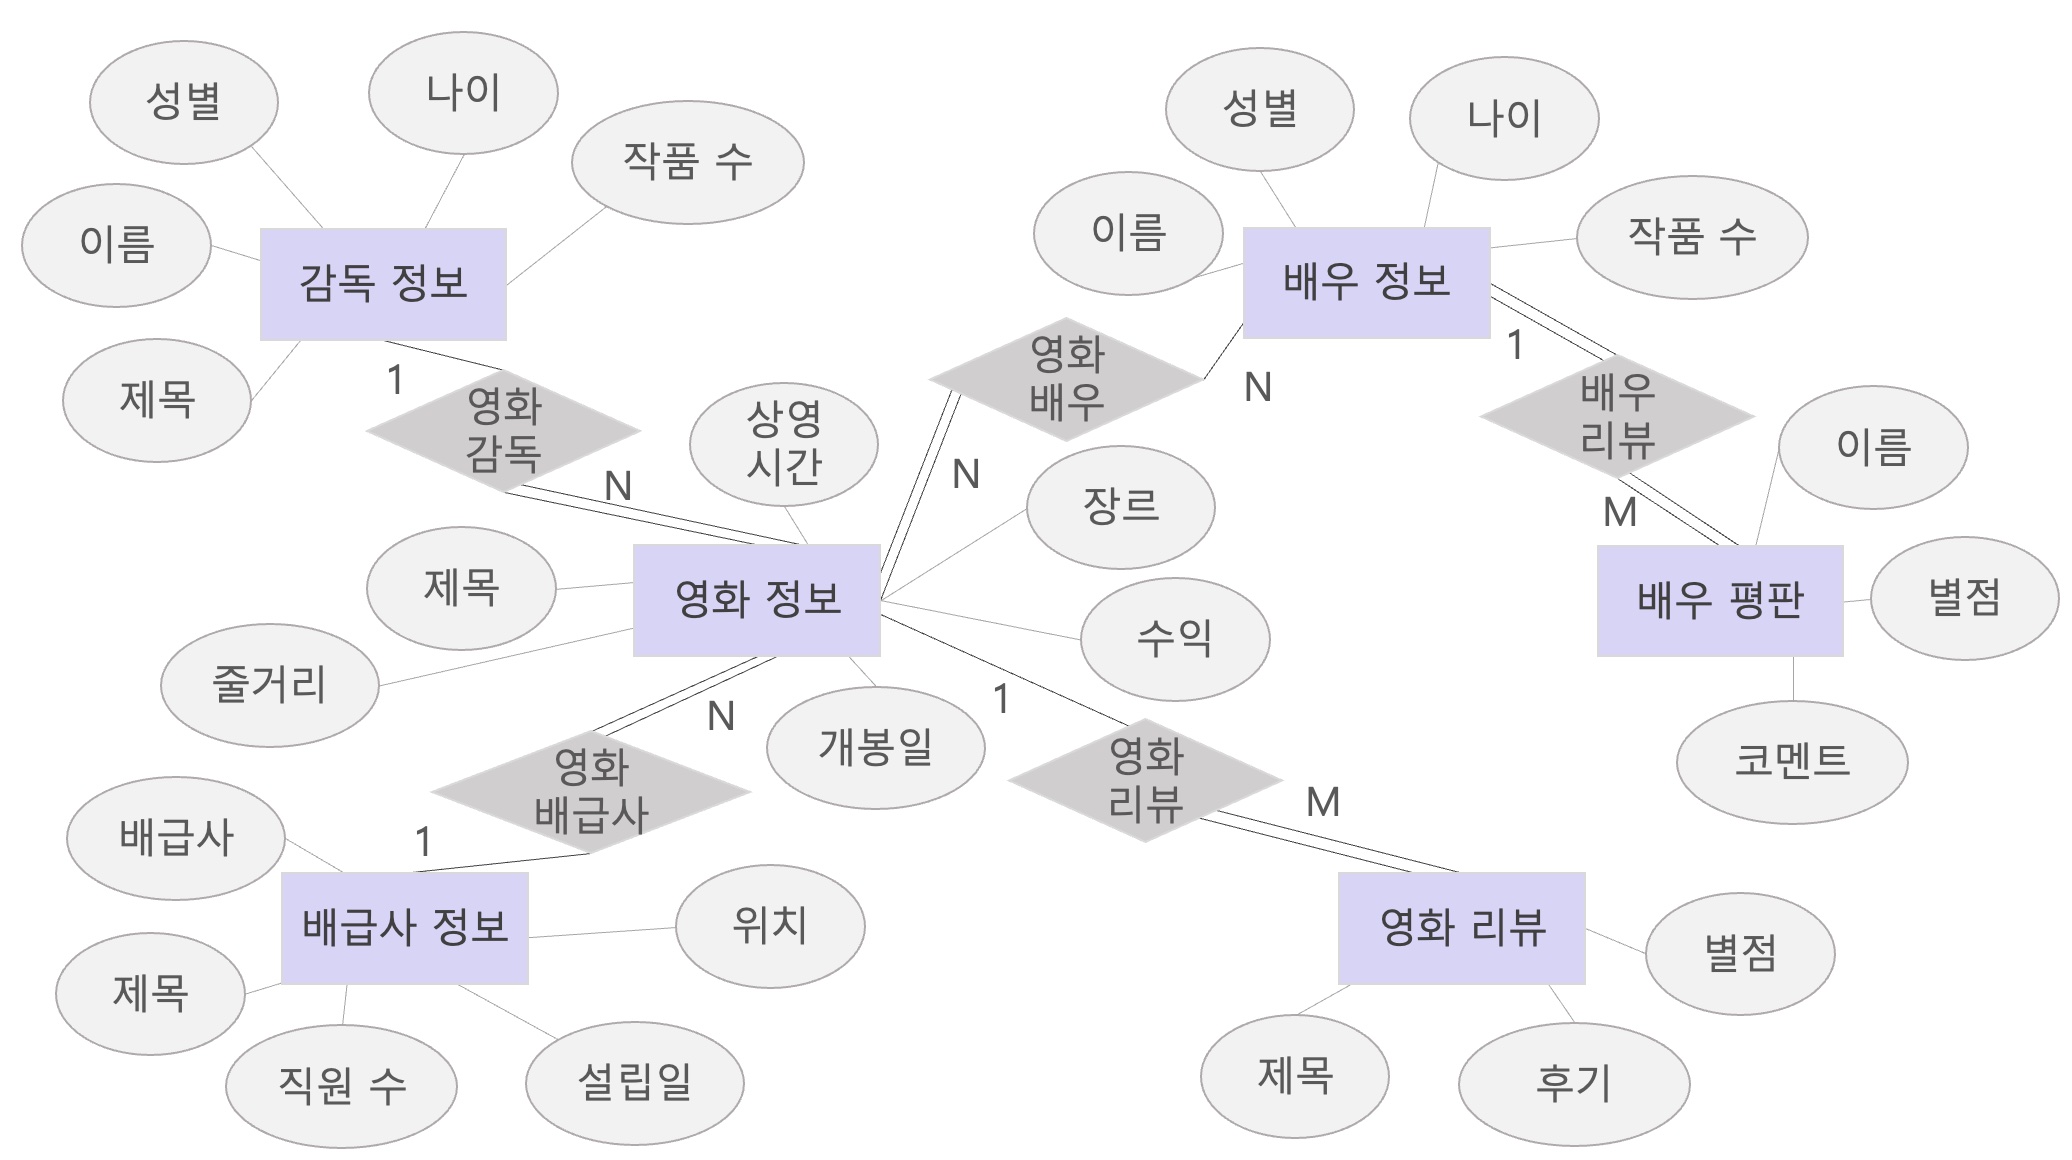 성별
나이
작품 수
이름
감독 정보
제목
1
영화
감독
N
성별
나이
이름
작품 수
배우 정보
영화
배우
N
N
1
배우
리뷰
M
이름
배우 평판
별점
코멘트
상영
시간
장르
제목
영화 정보
수익
줄거리
개봉일
N
영화
배급사
1
1
영화
리뷰
M
배급사
배급사 정보
위치
제목
직원 수
설립일
영화 리뷰
별점
제목
후기